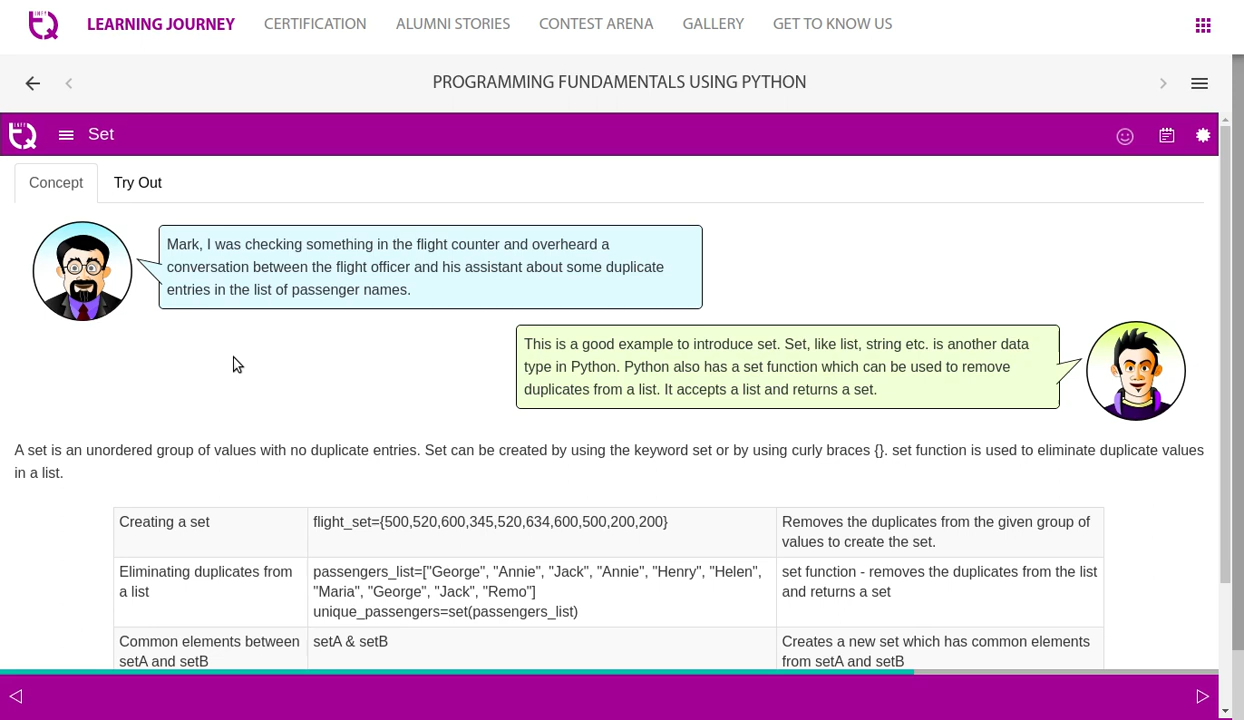 LEARNING JOURNEY CERTIFICATION ALUMNI STORIES CONTEST ARENA GALLERY GET TO KNOW US
PROGRAMMING FUNDAMENTALS USING PYTHON
Set
Concept Try Out
Mark, I was checking something in the flight counter and overheard a
conversation between the flight officer and his assistant about some duplicate
entries in the list of passenger names.
This is a good example to introduce set. Set, like list, string etc. is another data
type in Python. Python also has a set function which can be used to remove
duplicates from a list. It accepts a list and returns a set.
A set is an unordered group of values with no duplicate entries. Set can be created by using the keyword set or by using curly braces {}. set function is used to eliminate duplicate values
in a list.
Creating a set
flight_set={500,520,600,345,520,634,600,500,200,200}
Removes the duplicates from the given group of
values to create the set.
Eliminating duplicates from
a list
passengers_list=["George", "Annie", "Jack", "Annie", "Henry", "Helen",
"Maria", "George", "Jack", "Remo"]
unique_passengers=set(passengers_list)
set function - removes the duplicates from the list
and returns a set
Common elements between
setA and setB
setA & setB
Creates a new set which has common elements
from setA and setB